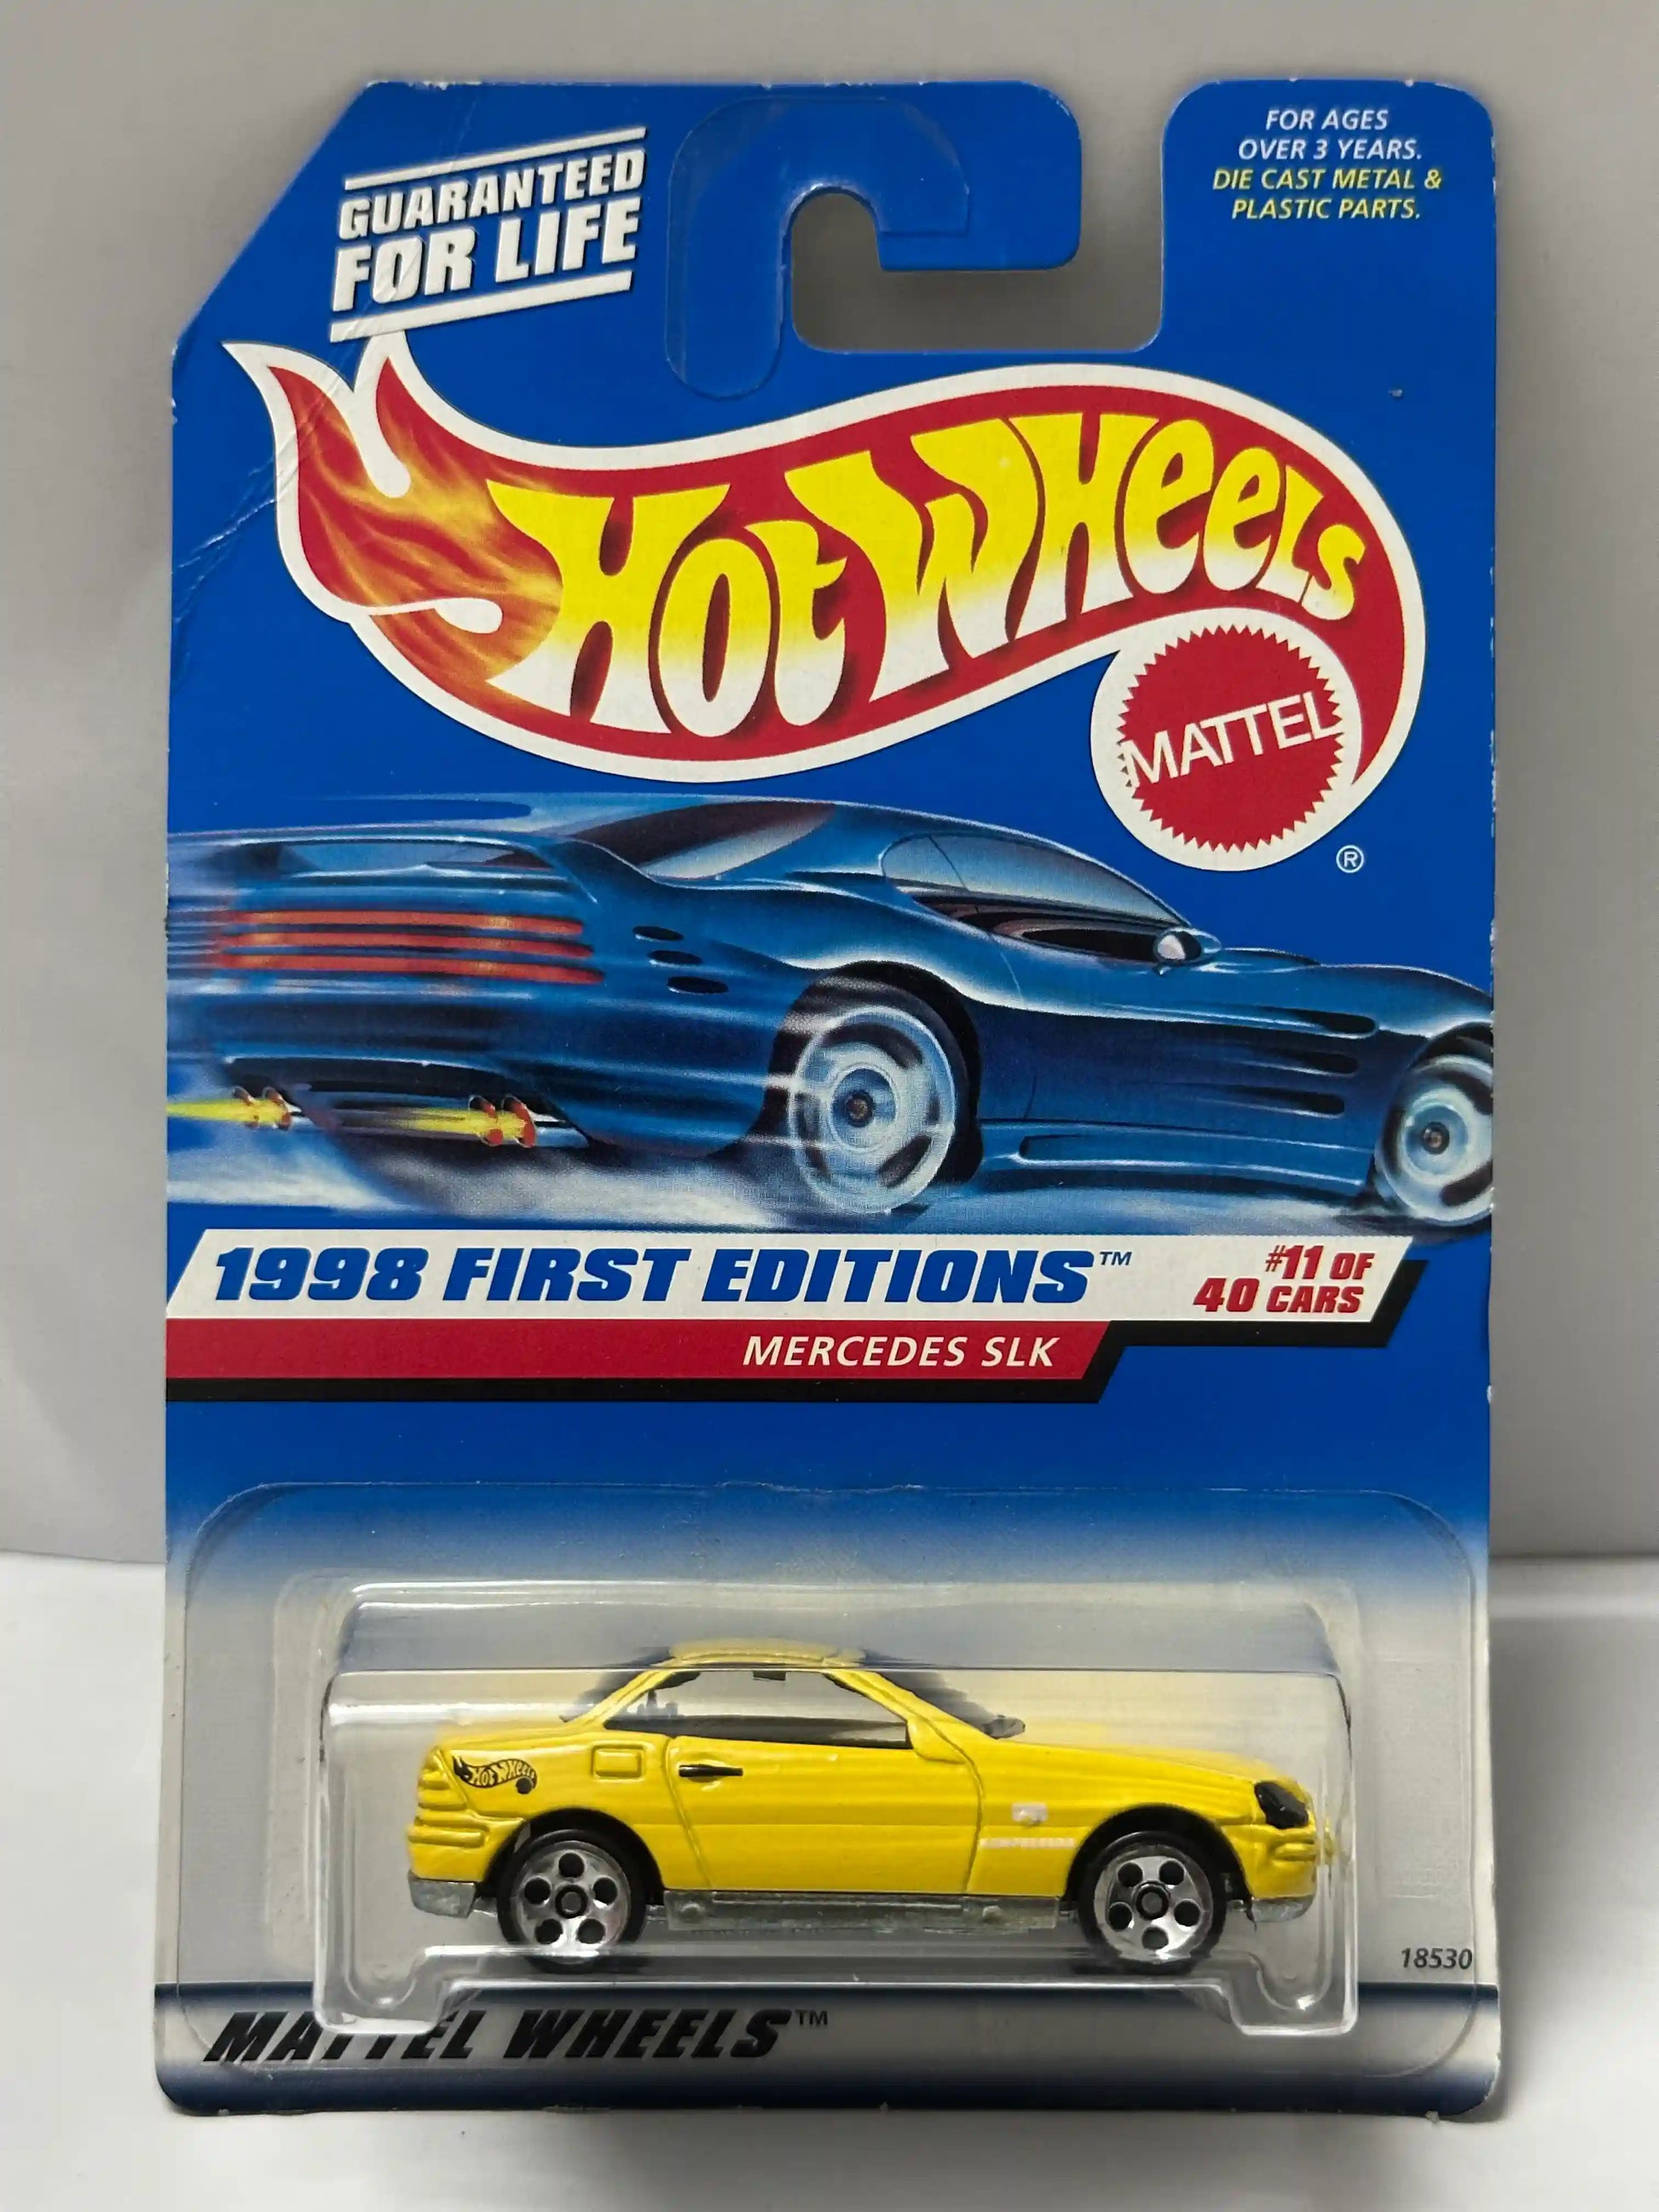 GUARANTEED
FOR LIFE
FOR AGES
OVER 3 YEARS.
DIE CAST METAL &
PLASTIC PARTS.
HOT WHEELS
MATTEL
®
1998 FIRST EDITIONS™
#11 OF
40 CARS
MERCEDES SLK
HOT WHEELS
18530
MATTEL WHEELS™